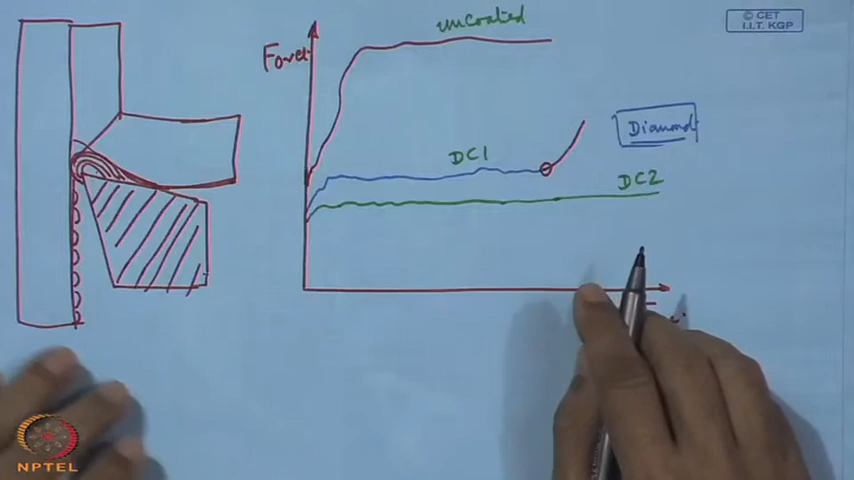 uncoated
© CET
I.I.T. KGP
Force
Diamond
DC1
DC2
NPTEL